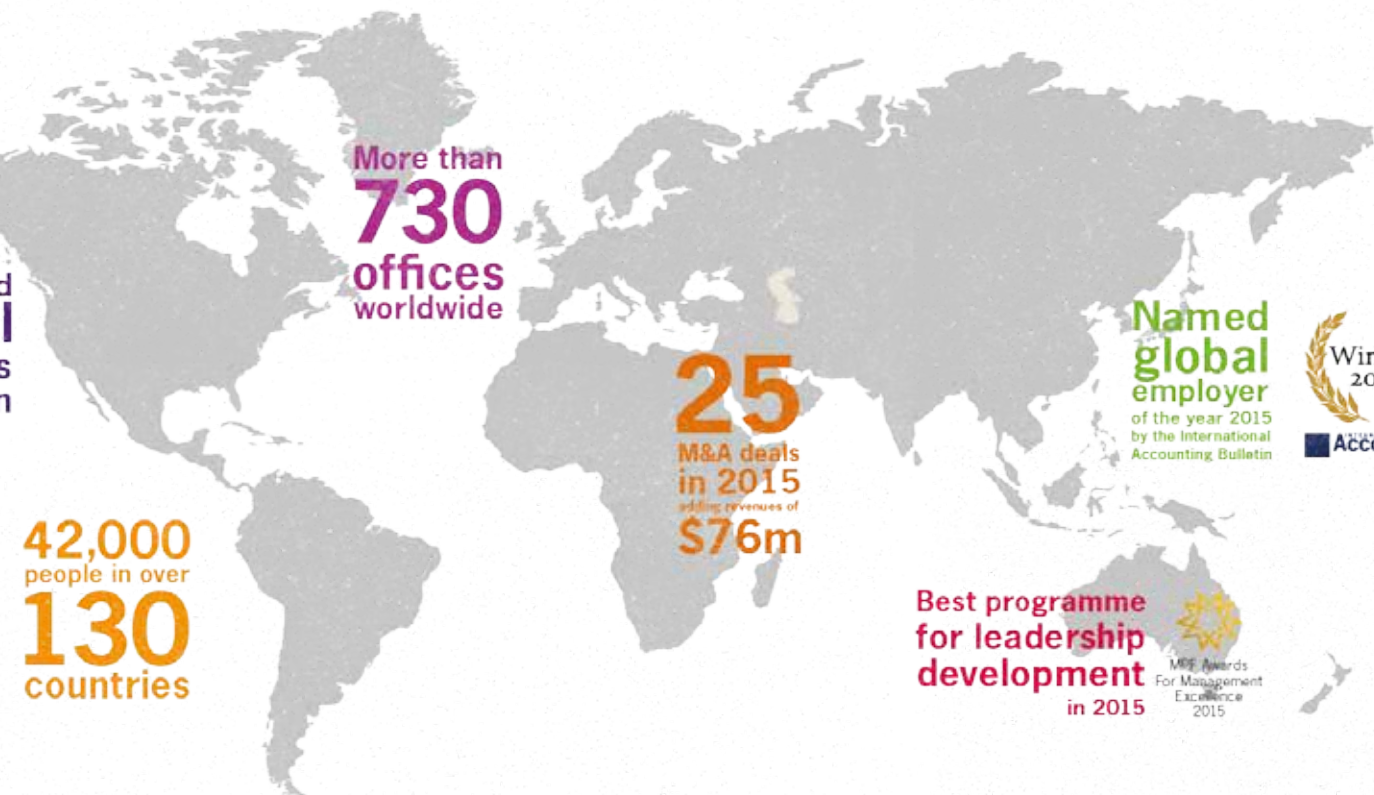 More than
730
offices
worldwide
25
M&A deals
in 2015
adding revenues of
$76m
Named
global
employer
of the year 2015
by the International
Accounting Bulletin
42,000
people in over
130
countries
Best programme
for leadership
development
in 2015
MPF Awards
For Management
Excellence
2015